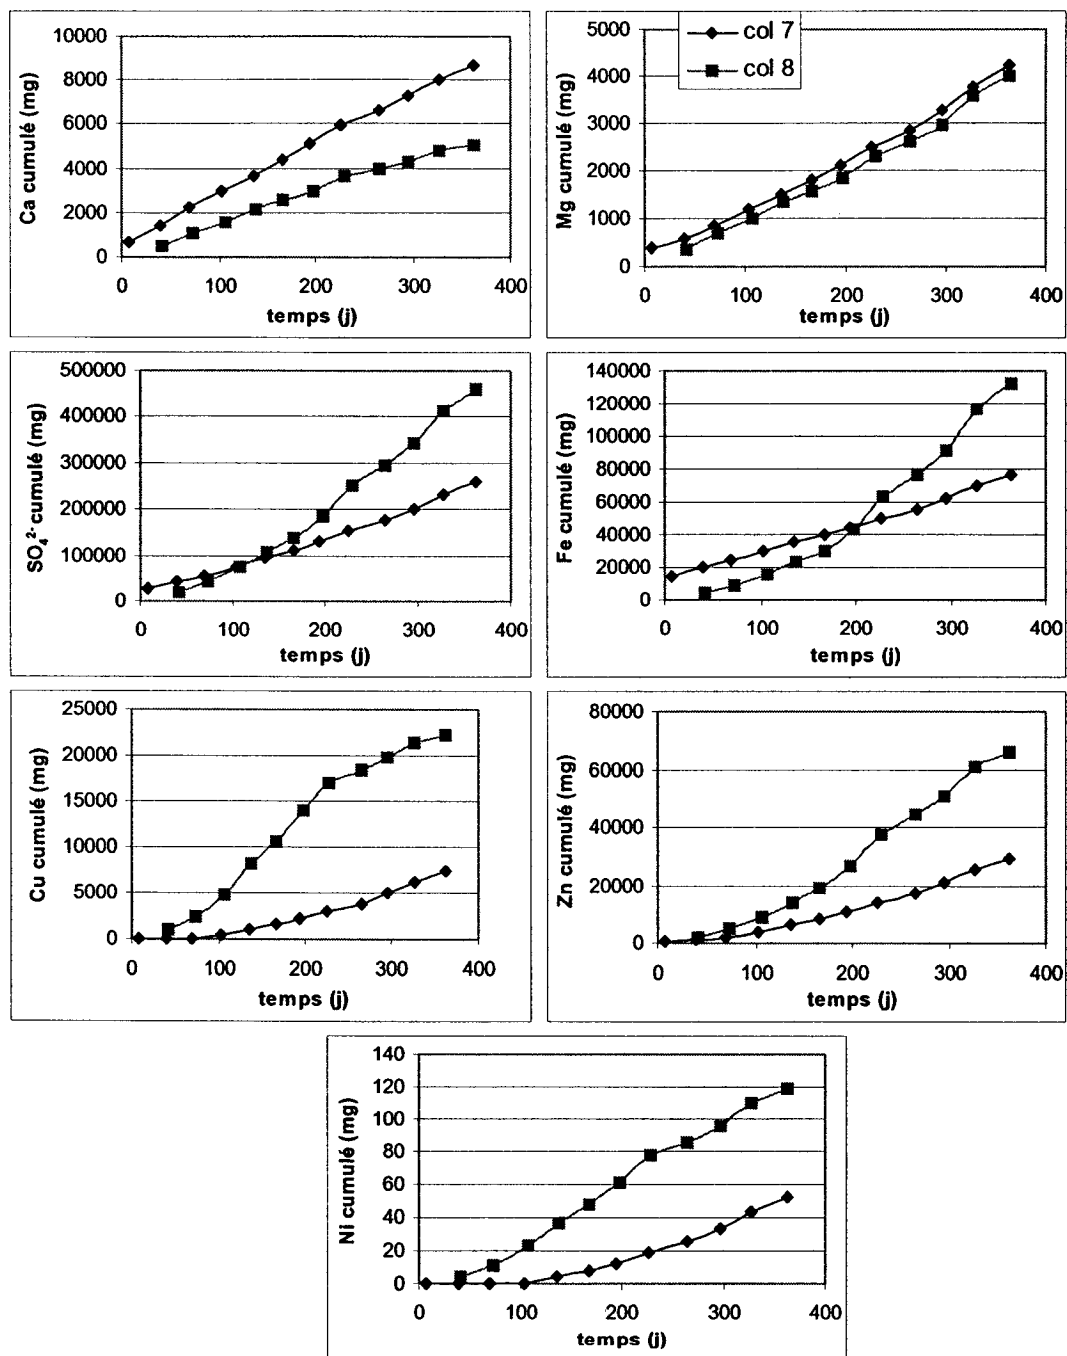 10000
8000
6000
4000
2000
0
0 100 200 300 400
Ca cumulé (mg)
temps (j)
col 7
col 8
5000
4000
3000
2000
1000
0
0 100 200 300 400
Mg cumulé (mg)
temps (j)
500000
400000
300000
200000
100000
0
0 100 200 300 400
SO₄²⁻ cumulé (mg)
temps (j)
140000
120000
100000
80000
60000
40000
20000
0
0 100 200 300 400
Fe cumulé (mg)
temps (j)
25000
20000
15000
10000
5000
0
0 100 200 300 400
Cu cumulé (mg)
temps (j)
80000
60000
40000
20000
0
0 100 200 300 400
Zn cumulé (mg)
temps (j)
140
120
100
80
60
40
20
0
0 100 200 300 400
Ni cumulé (mg)
temps (j)